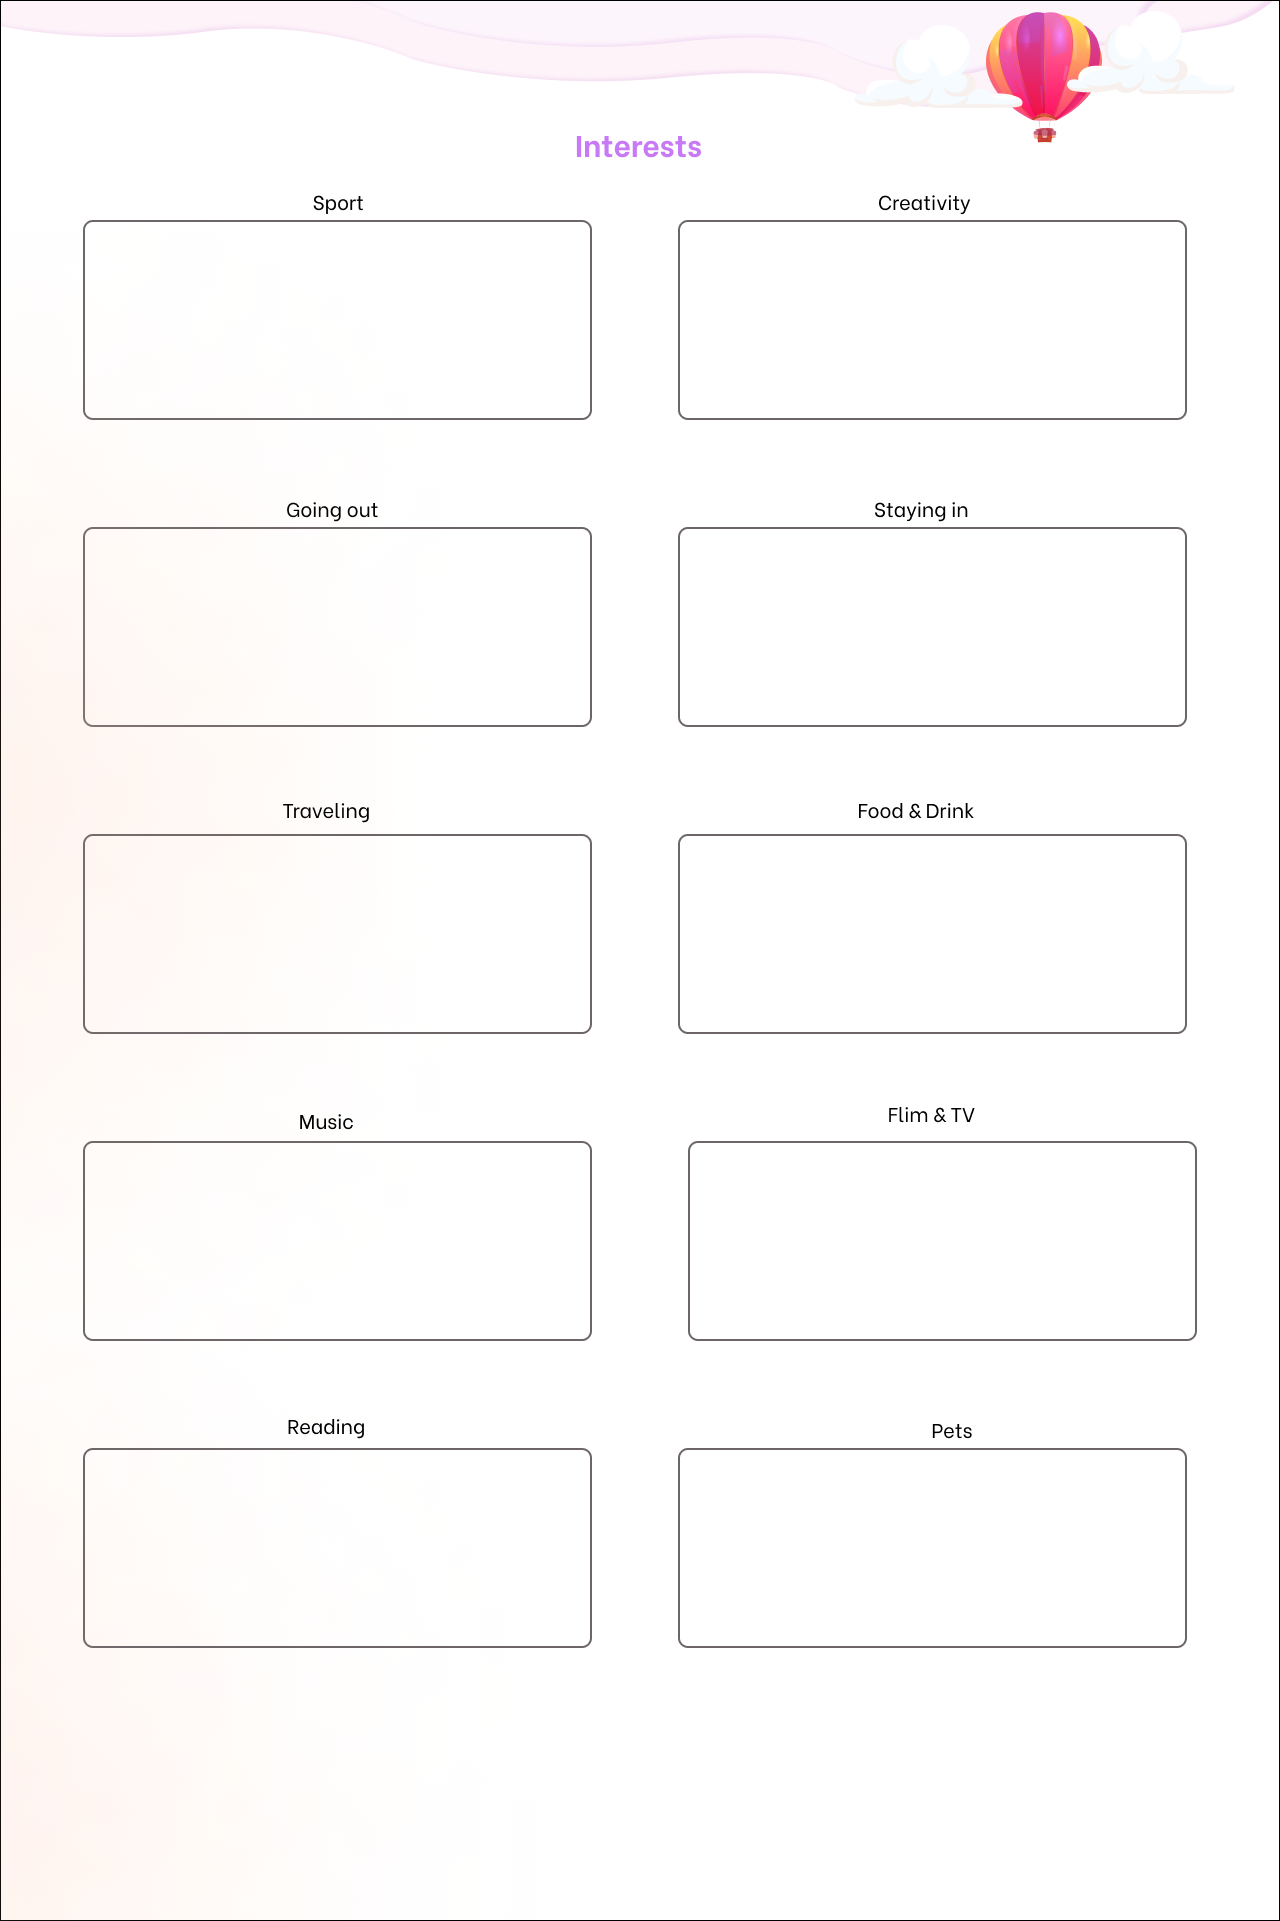 Interests
Sport
Creativity
Going out
Staying in
Traveling
Food & Drink
Music
Flim & TV
Reading
Pets